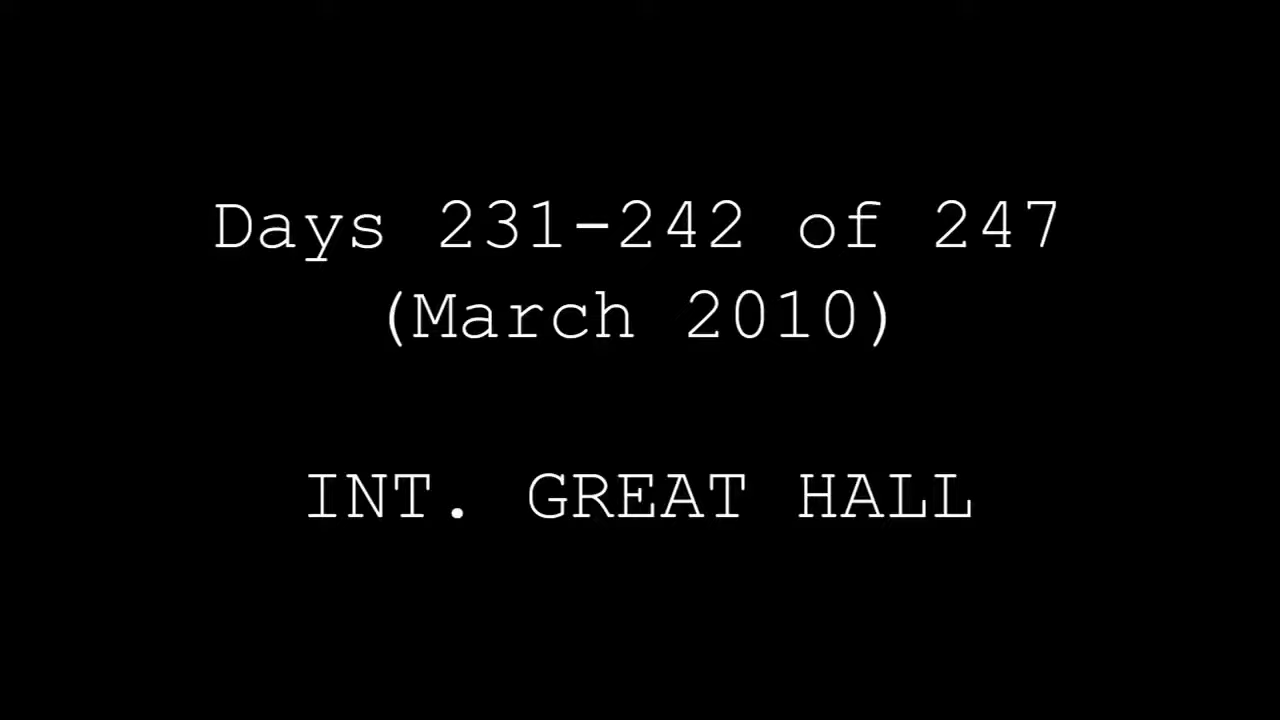 Days 231-242 of 247
(March 2010)
INT. GREAT HALL